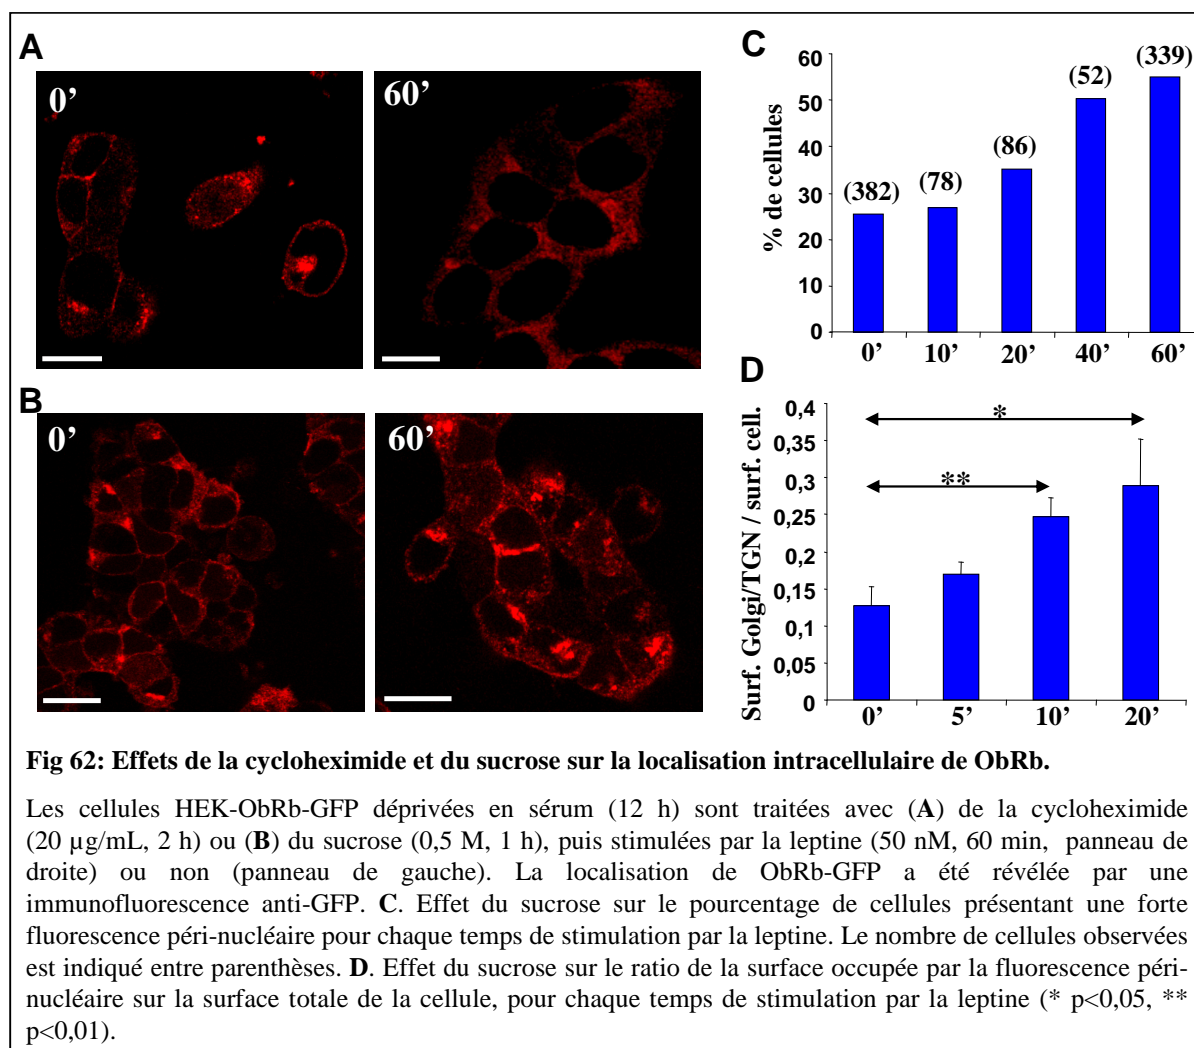 A
0’
60’
B
0’
60’
C
% de cellules
60
50
40
30
20
10
0
(382)
(78)
(86)
(52)
(339)
0’ 10’ 20’ 40’ 60’
D
Surf. Golgi/TGN / surf. cell.
0,4
0,35
0,3
0,25
0,2
0,15
0,1
0,05
0
*
**
0’ 5’ 10’ 20’
Fig 62: Effets de la cycloheximide et du sucrose sur la localisation intracellulaire de ObRb.
Les cellules HEK-ObRb-GFP déprivées en sérum (12 h) sont traitées avec (A) de la cycloheximide
(20 µg/mL, 2 h) ou (B) du sucrose (0,5 M, 1 h), puis stimulées par la leptine (50 nM, 60 min, panneau de
droite) ou non (panneau de gauche). La localisation de ObRb-GFP a été révélée par une
immunofluorescence anti-GFP. C. Effet du sucrose sur le pourcentage de cellules présentant une forte
fluorescence péri-nucléaire pour chaque temps de stimulation par la leptine. Le nombre de cellules observées
est indiqué entre parenthèses. D. Effet du sucrose sur le ratio de la surface occupée par la fluorescence péri-
nucléaire sur la surface totale de la cellule, pour chaque temps de stimulation par la leptine (* p<0,05, **
p<0,01).